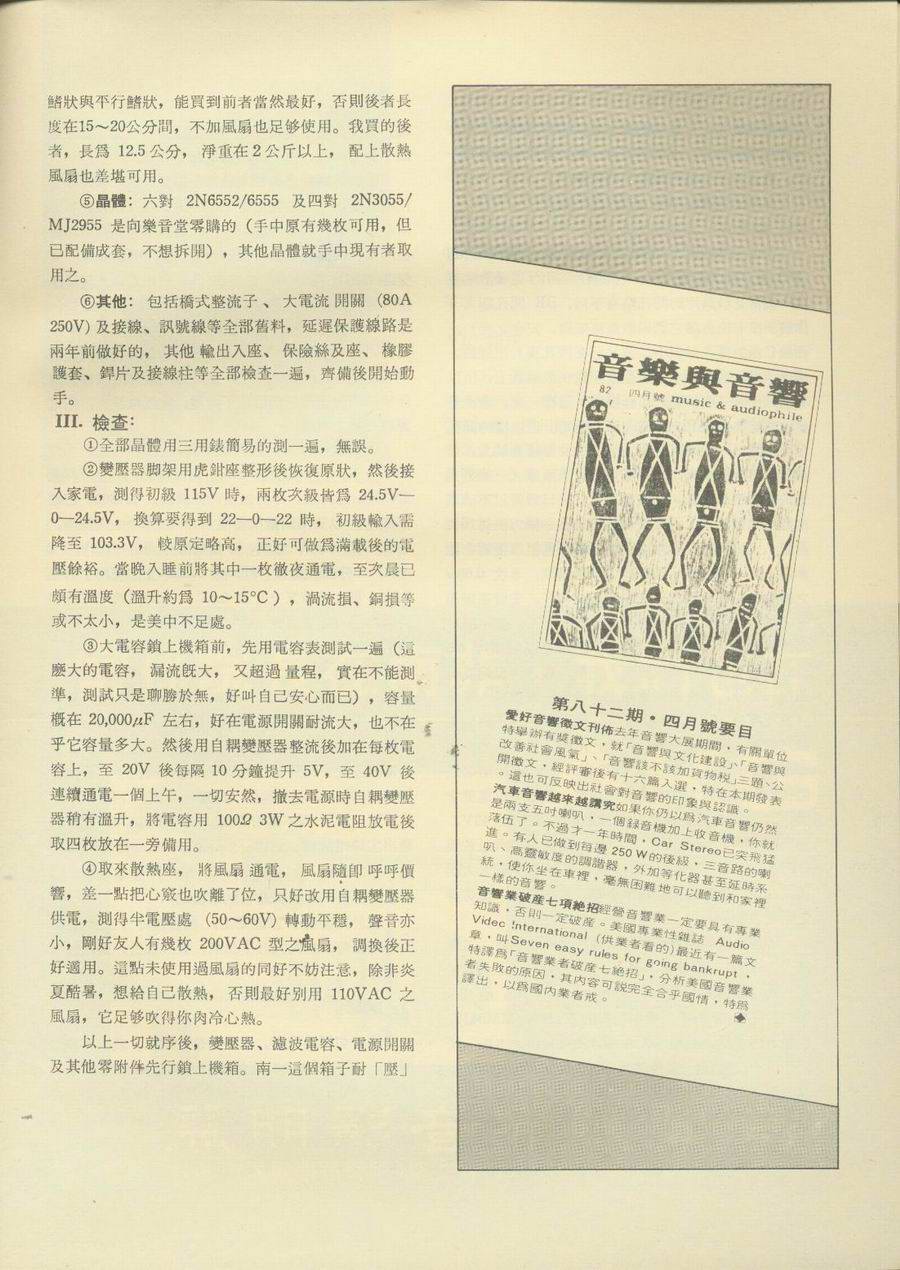 鰭狀與平行鰭狀，能買到前者當然最好，否則後者長
度在15～20公分間，不加風扇也足够使用。我買的後
者，長爲 12.5 公分， 淨重在 2 公斤以上， 配上散熱
風扇也差堪可用。
⑤晶體： 六對 2N6552/6555 及四對 2N3055/
MJ2955 是向樂音堂零購的（手中原有幾枚可用，但
已配備成套，不想拆開），其他晶體就手中現有者取
用之。
⑥其他： 包括橋式整流子 、 大電流 開關 (80A
250V) 及接線、訊號線等全部舊料，延遲保護線路是
兩年前做好的， 其他 輸出入座、 保險絲及座、 橡膠
護套、銲片及接線柱等全部檢查一遍，齊備後開始動
手。
III. 檢查：
①全部晶體用三用錶簡易的測一遍，無誤。
②變壓器脚架用虎鉗座整形後恢復原狀，然後接
入家電，測得初級 115V 時，兩枚次級皆爲 24.5V—
0—24.5V， 換算要得到 22—0—22 時， 初級輸入需
降至 103.3V， 較原定略高， 正好可做爲滿載後的電
壓餘裕。當晚入睡前將其中一枚徹夜通電，至次晨已
頗有溫度（溫升約爲 10～15°C），渦流損、銅損等
或不太小，是美中不足處。
③大電容鎖上機箱前，先用電容表測試一遍（這
麽大的電容， 漏流旣大， 又超過 量程， 實在不能測
準，測試只是聊勝於無，好叫自己安心而已），容量
概在 20,000μF 左右，好在電源開關耐流大，也不在
乎它容量多大。然後用自耦變壓器整流後加在每枚電
容上，至 20V 後每隔 10 分鐘提升 5V，至 40V 後
連續通電一個上午，一切安然，撤去電源時自耦變壓
器稍有溫升，將電容用 100Ω 3W 之水泥電阻放電後
取四枚放在一旁備用。
④取來散熱座， 將風扇 通電， 風扇隨卽 呼呼價
響，差一點把心竅也吹離了位，只好改用自耦變壓器
供電，測得半電壓處 (50～60V) 轉動平穩， 聲音亦
小，剛好友人有幾枚 200VAC 型之風扇， 調換後正
好適用。這點未使用過風扇的同好不妨注意，除非炎
夏酷暑，想給自己散熱， 否則最好别用 110VAC 之
風扇，它足够吹得你肉冷心熱。
以上一切就序後，變壓器、濾波電容、電源開關
及其他零附件先行鎖上機箱。南一這個箱子耐「壓」
音樂與音響
82 四月號 music & audiophile
第八十二期・四月號要目
愛好音響徵文刊佈去年音響大展期間，有關單位
特舉辦有獎徵文，就「音響與文化建設」、「音響與
改善社會風氣」、「音響該不該加貨物稅」三題、公
開徵文，經評審後有十六篇入選，特在本期發表
。這也可反映出社會對音響的印象與認識。
汽車音響越來越講究如果你仍以爲汽車音響仍然
是兩支五吋喇叭，一個錄音機加上收音機，你就
落伍了。不過才一年時間，Car Stereo已突飛猛
進。有人已做到每邊 250 W的後級，三音路的喇
叭、高靈敏度的調諧器，外加等化器甚至延時系
統，使你坐在車裡，毫無困難地可以聽到和家裡
一樣的音響。
音響業破産七項絶招經營音響業一定要具有專業
知識，否則一定破産。美國專業性雜誌 Audio
Videc International (供業者看的)最近有一篇文
章，叫Seven easy rules for going bankrupt，
特譯爲「音響業者破産七絶招」，分析美國音響業
者失敗的原因，其內容可説完全合乎國情，特爲
譯出，以爲國内業者戒。